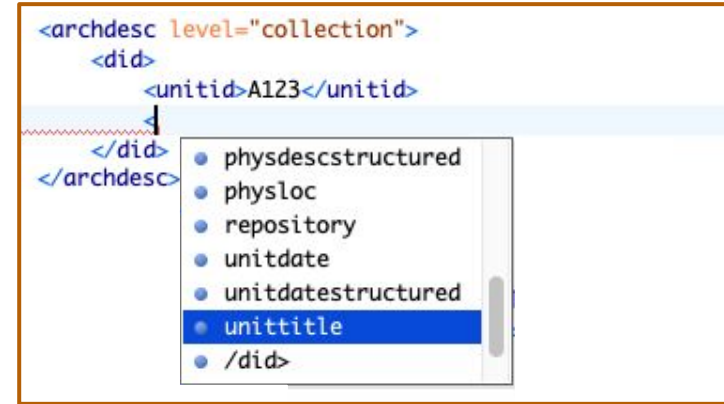 <archdesc level="collection">
<did>
<unitid>A123</unitid>
<
</did>
</archdesc>
physdescstructured
physloc
repository
unitdate
unitdatestructured
unittitle
/did>